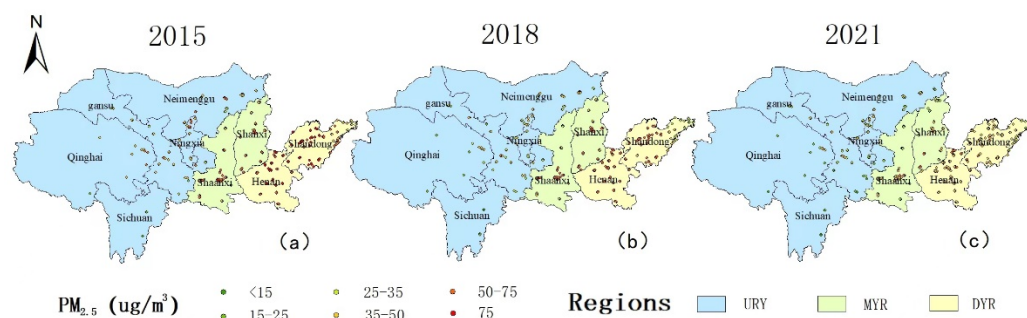 N
2015
2018
2021
gansu
Neimenggu
Qinghai
Ningxia
Shanxi
Shandong
Shaanxi
Henan
Sichuan
(a)
gansu
Neimenggu
Qinghai
Ningxia
Shanxi
Shandong
Shaanxi
Henan
Sichuan
(b)
gansu
Neimenggu
Qinghai
Ningxia
Shanxi
Shandong
Shaanxi
Henan
Sichuan
(c)
PM2.5 (ug/m3)
<15
25-35
50-75
15-25
35-50
75
Regions
URY
MYR
DYR